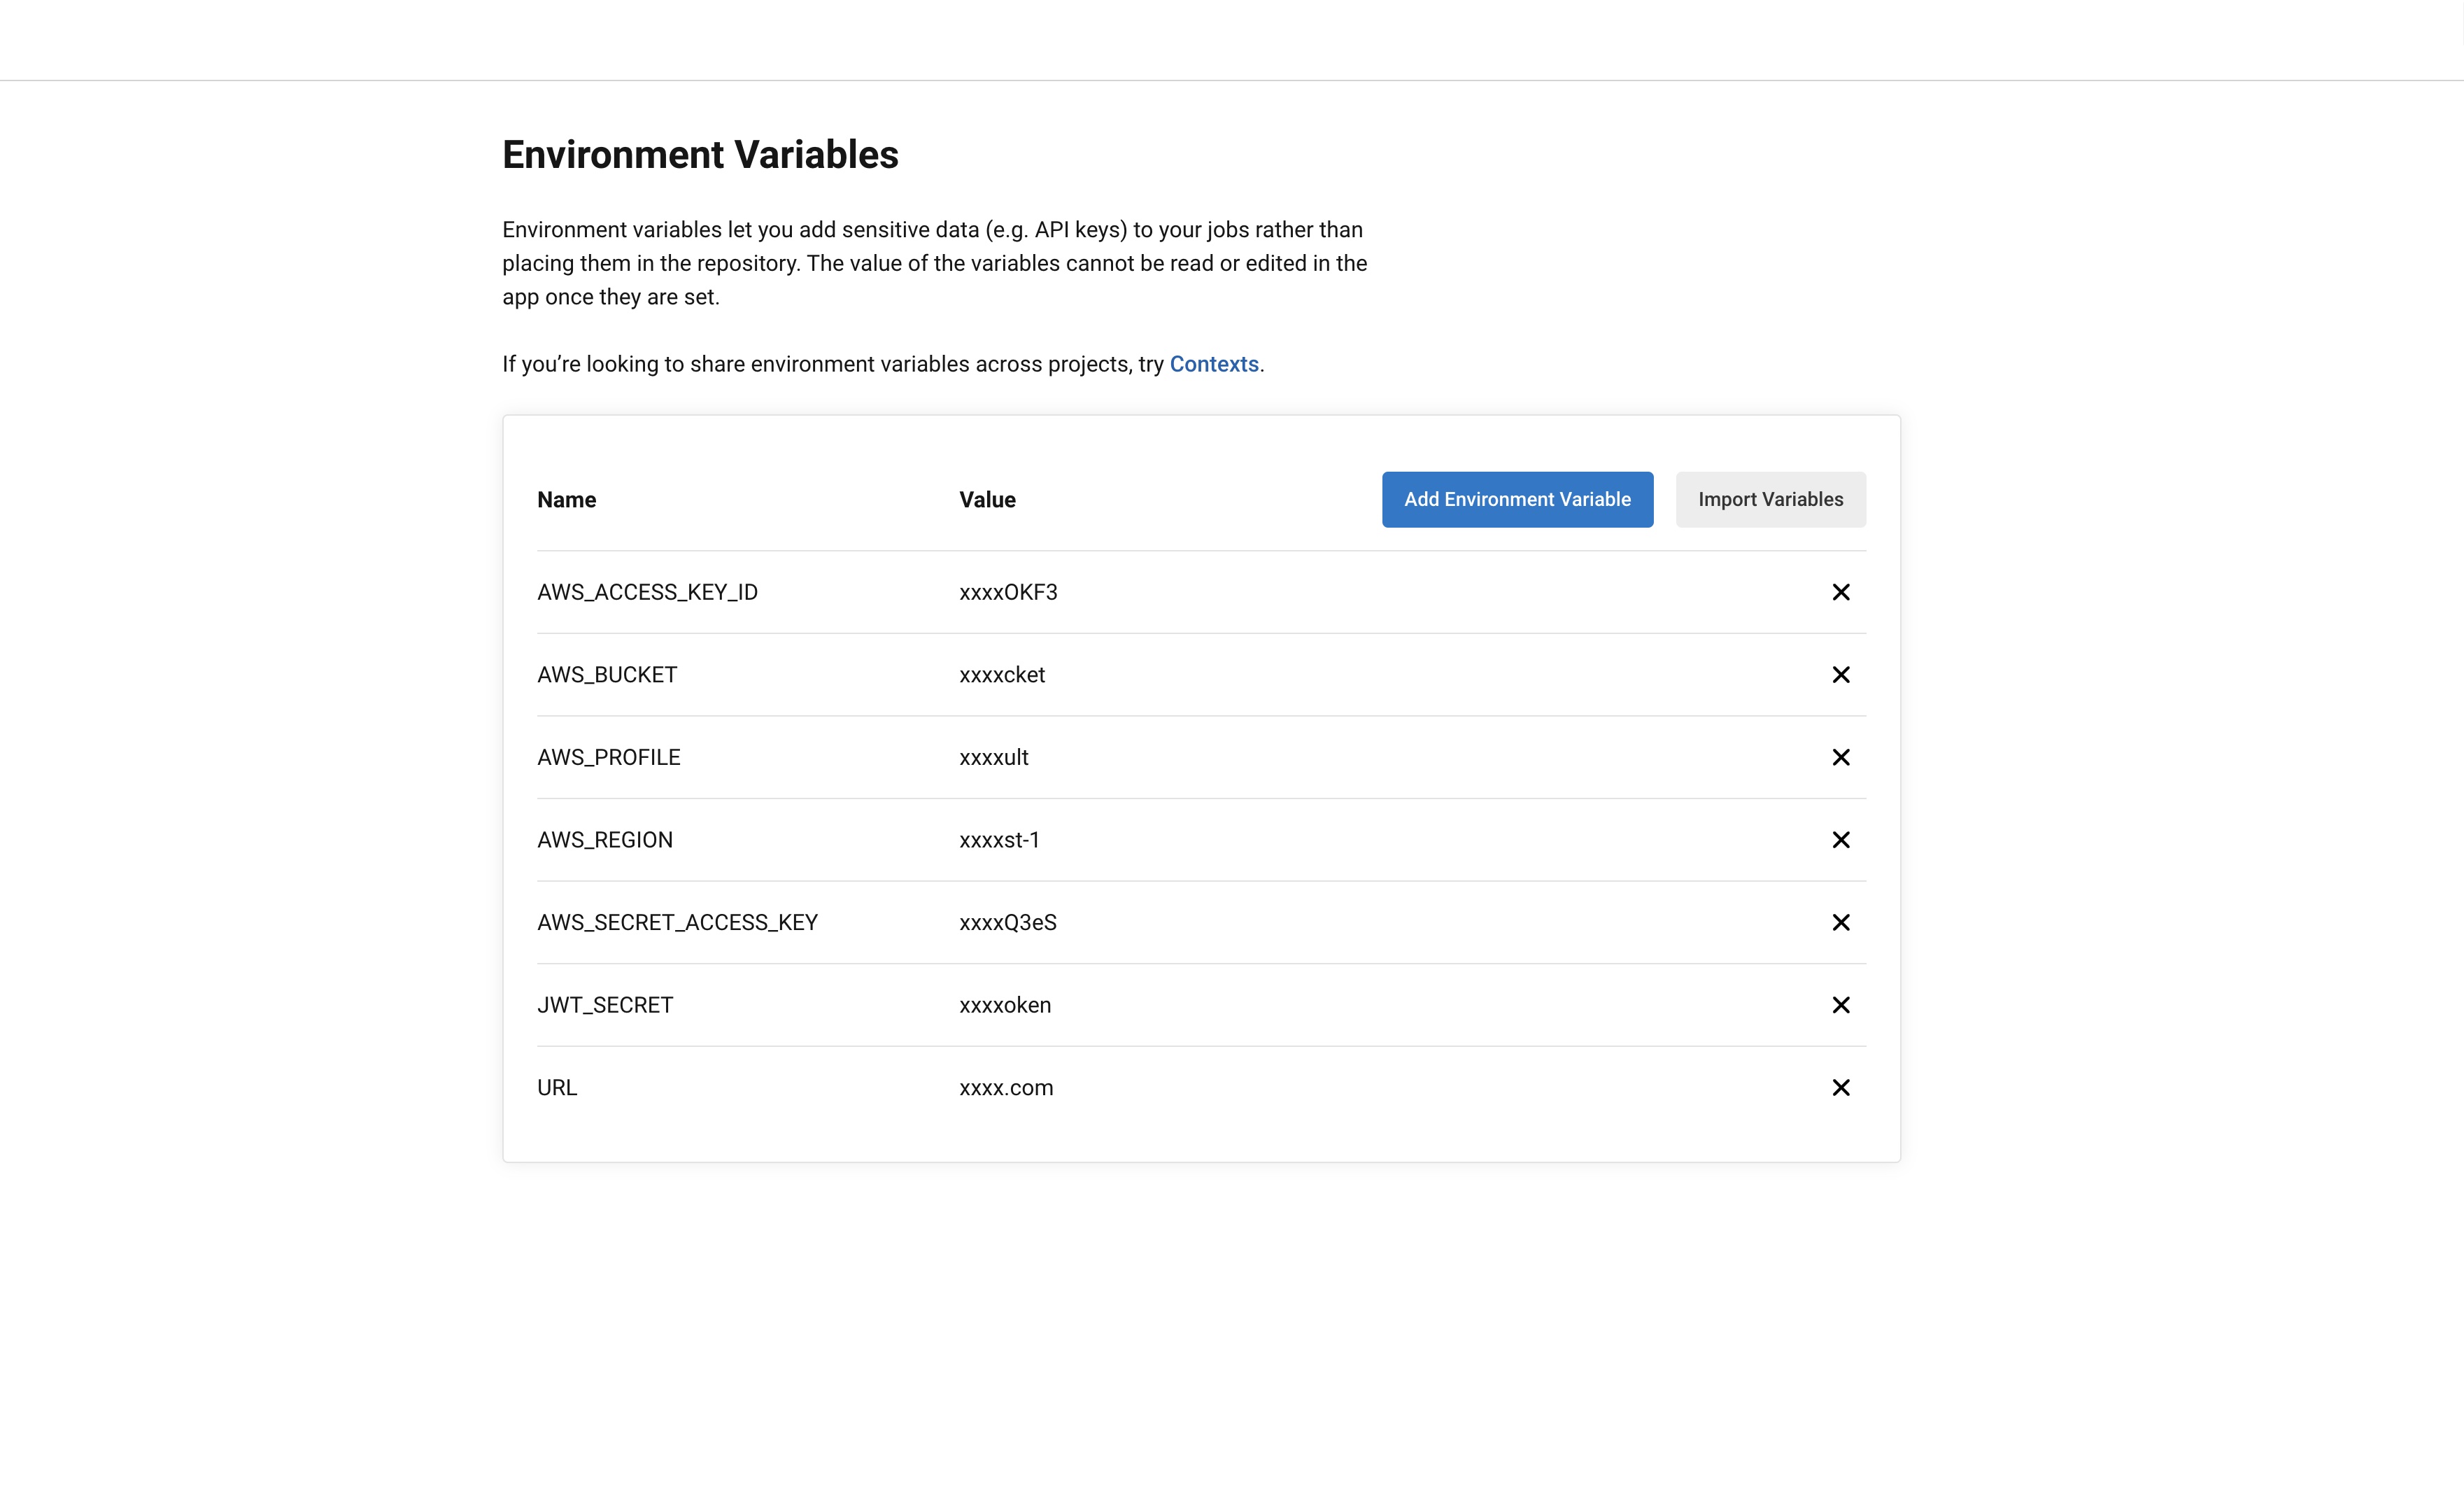 Environment Variables
Environment variables let you add sensitive data (e.g. API keys) to your jobs rather than
placing them in the repository. The value of the variables cannot be read or edited in the
app once they are set.
If you’re looking to share environment variables across projects, try Contexts.
Name Value Add Environment Variable Import Variables
AWS_ACCESS_KEY_ID xxxxOKF3
AWS_BUCKET xxxxcket
AWS_PROFILE xxxxult
AWS_REGION xxxxst-1
AWS_SECRET_ACCESS_KEY xxxxQ3eS
JWT_SECRET xxxxoken
URL xxxx.com